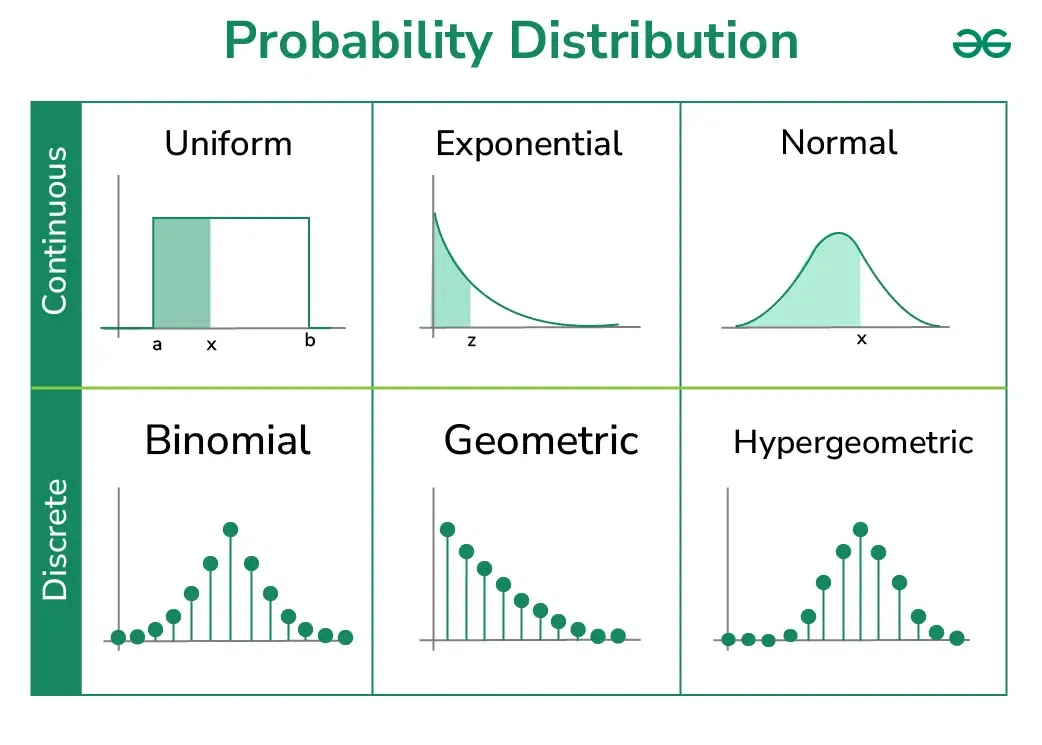 Probability Distribution
Continuous
Uniform
a
x
b
Exponential
z
Normal
x
Discrete
Binomial
Geometric
Hypergeometric